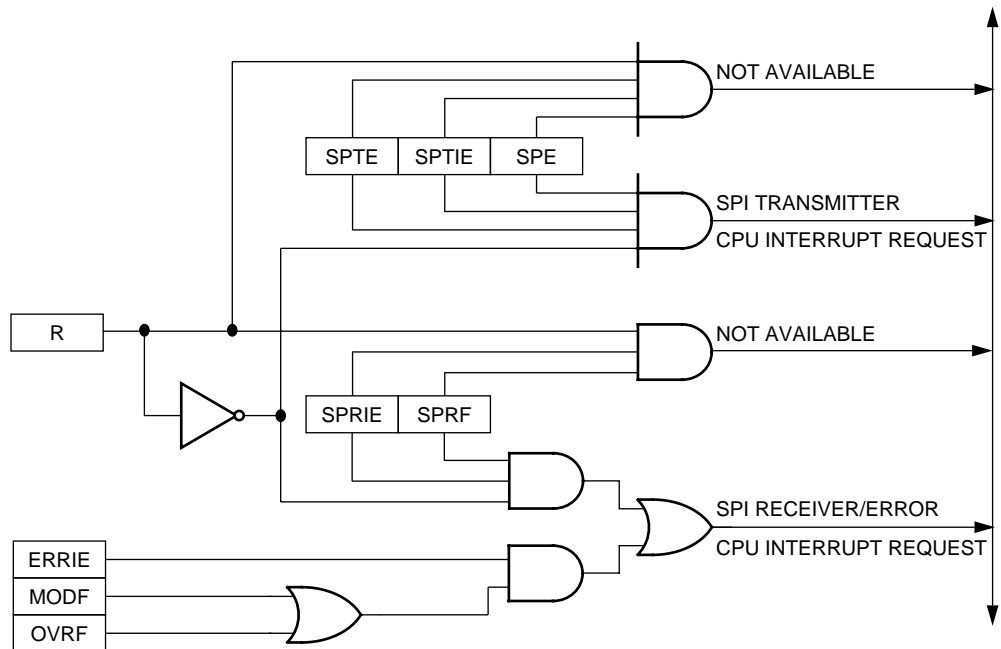 NOT AVAILABLE
SPTE SPTIE SPE
SPI TRANSMITTER
CPU INTERRUPT REQUEST
R
NOT AVAILABLE
SPRIE SPRF
SPI RECEIVER/ERROR
CPU INTERRUPT REQUEST
ERRIE
MODF
OVRF